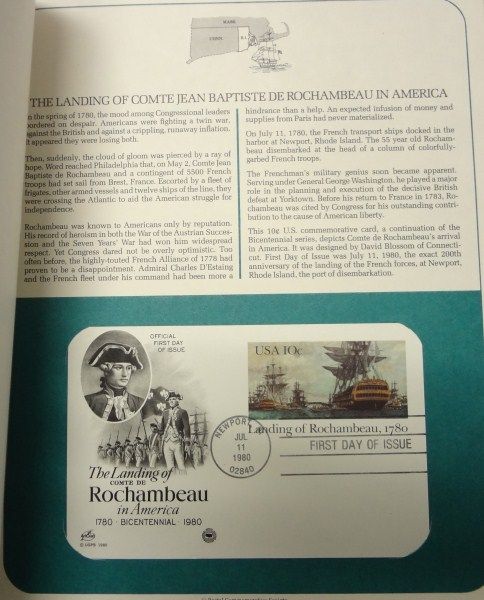 MASS.
CONN.
R.I.
THE LANDING OF COMTE JEAN BAPTISTE DE ROCHAMBEAU IN AMERICA
In the spring of 1780, the mood among Congressional leaders
bordered on despair. Americans were fighting a twin war,
against the British and against a crippling, runaway inflation.
It appeared they were losing both.
Then, suddenly, the cloud of gloom was pierced by a ray of
hope. Word reached Philadelphia that, on May 2, Comte Jean
Baptiste de Rochambeau and a contingent of 5500 French
troops had set sail from Brest, France. Escorted by a fleet of
frigates, other armed vessels and twelve ships of the line, they
were crossing the Atlantic to aid the American struggle for
independence.
Rochambeau was known to Americans only by reputation.
His record of heroism in both the War of the Austrian Succes-
sion and the Seven Years' War had won him widespread
respect. Yet Congress dared not be overly optimistic. Too
often before, the highly-touted French Alliance of 1778 had
proven to be a disappointment. Admiral Charles D'Estaing
and the French fleet under his command had been more a
hindrance than a help. An expected infusion of money and
supplies from Paris had never materialized.
On July 11, 1780, the French transport ships docked in the
harbor at Newport, Rhode Island. The 55 year old Rocham-
beau disembarked at the head of a column of colorfully-
garbed French troops.
The Frenchman's military genius soon became apparent.
Serving under General George Washington, he played a major
role in the planning and execution of the decisive British
defeat at Yorktown. Before his return to France in 1783, Ro-
chambeau was cited by Congress for his outstanding contri-
bution to the cause of American liberty.
This 10¢ U.S. commemorative card, a continuation of the
Bicentennial series, depicts Comte de Rochambeau's arrival
in America. It was designed by David Blossom of Connecti-
cut. First Day of Issue was July 11, 1980, the exact 200th
anniversary of the landing of the French forces, at Newport,
Rhode Island, the port of disembarkation.
OFFICIAL
FIRST DAY
OF ISSUE
USA 10c
Landing of Rochambeau, 1780
NEWPORT
JUL
11
1980
02840
FIRST DAY OF ISSUE
The Landing of
COMTE DE
Rochambeau
in America
1780 · BICENTENNIAL · 1980
© USPS 1980
© Postal Commemorative Society